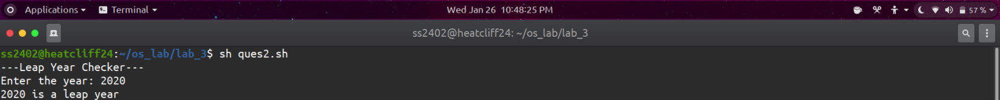 Applications Terminal Wed Jan 26 10:48:25 PM 57 %
ss2402@heatcliff24: ~/os_lab/lab_3
ss2402@heatcliff24:~/os_lab/lab_3$ sh ques2.sh
---Leap Year Checker---
Enter the year: 2020
2020 is a leap year